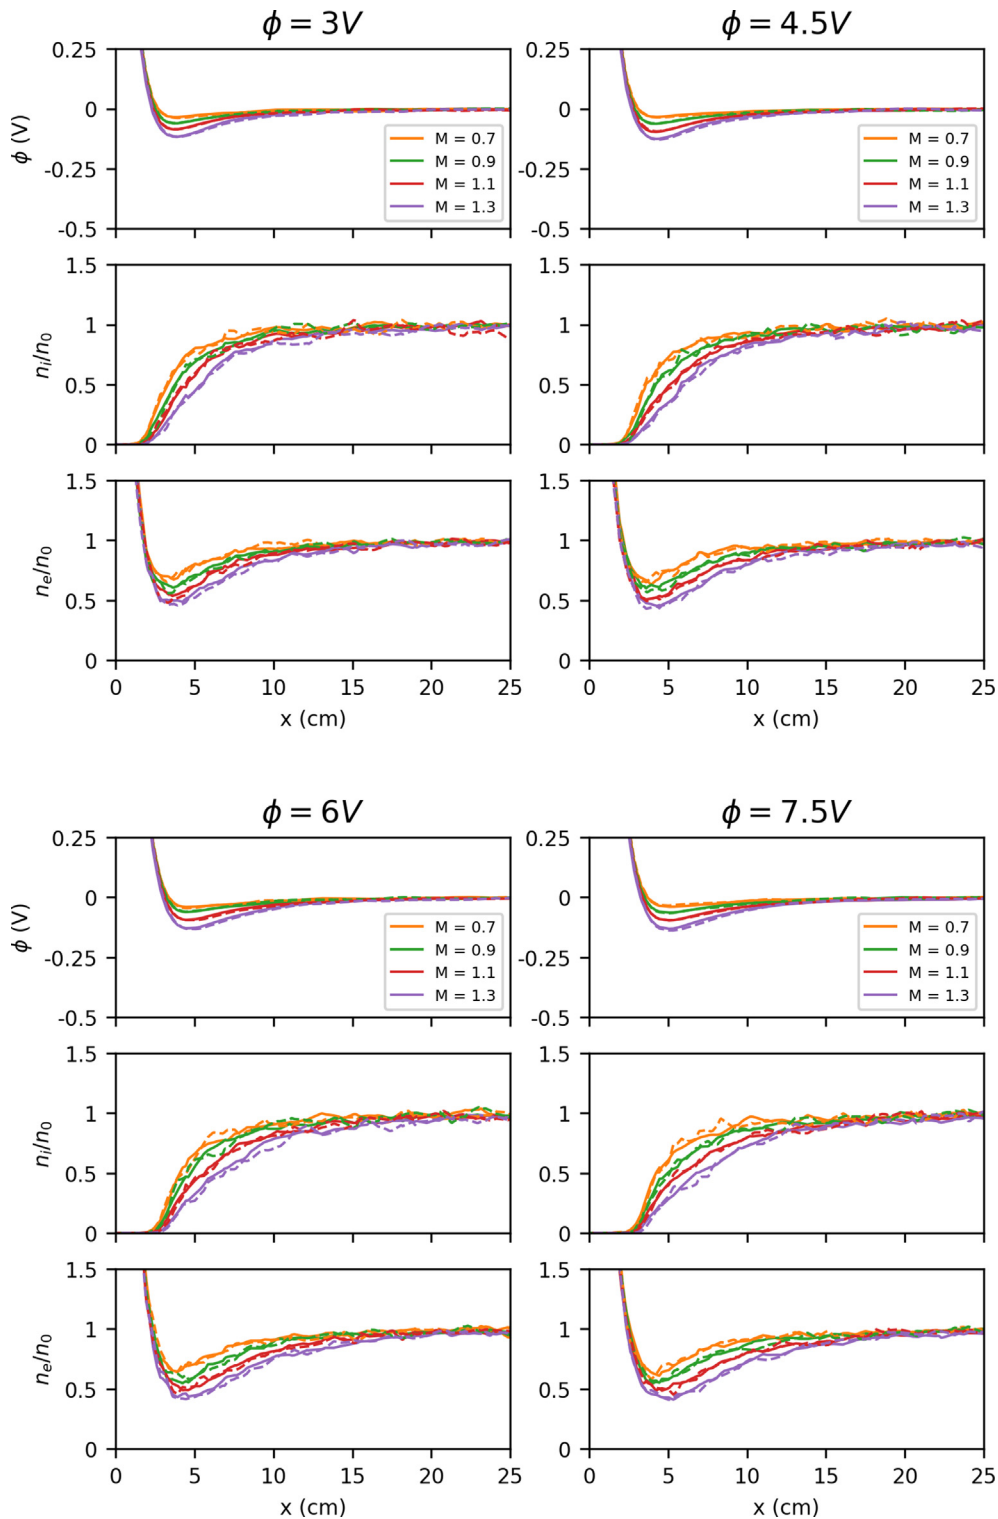 ϕ = 3V
ϕ = 4.5V
0.25
0
-0.25
-0.5
ϕ (V)
M = 0.7
M = 0.9
M = 1.1
M = 1.3
0.25
0
-0.25
-0.5
M = 0.7
M = 0.9
M = 1.1
M = 1.3
1.5
1
0.5
0
n_i/n_0
1.5
1
0.5
0
1.5
1
0.5
0
n_e/n_0
1.5
1
0.5
0
0 5 10 15 20 25
x (cm)
0 5 10 15 20 25
x (cm)
ϕ = 6V
ϕ = 7.5V
0.25
0
-0.25
-0.5
ϕ (V)
M = 0.7
M = 0.9
M = 1.1
M = 1.3
0.25
0
-0.25
-0.5
M = 0.7
M = 0.9
M = 1.1
M = 1.3
1.5
1
0.5
0
n_i/n_0
1.5
1
0.5
0
1.5
1
0.5
0
n_e/n_0
1.5
1
0.5
0
0 5 10 15 20 25
x (cm)
0 5 10 15 20 25
x (cm)